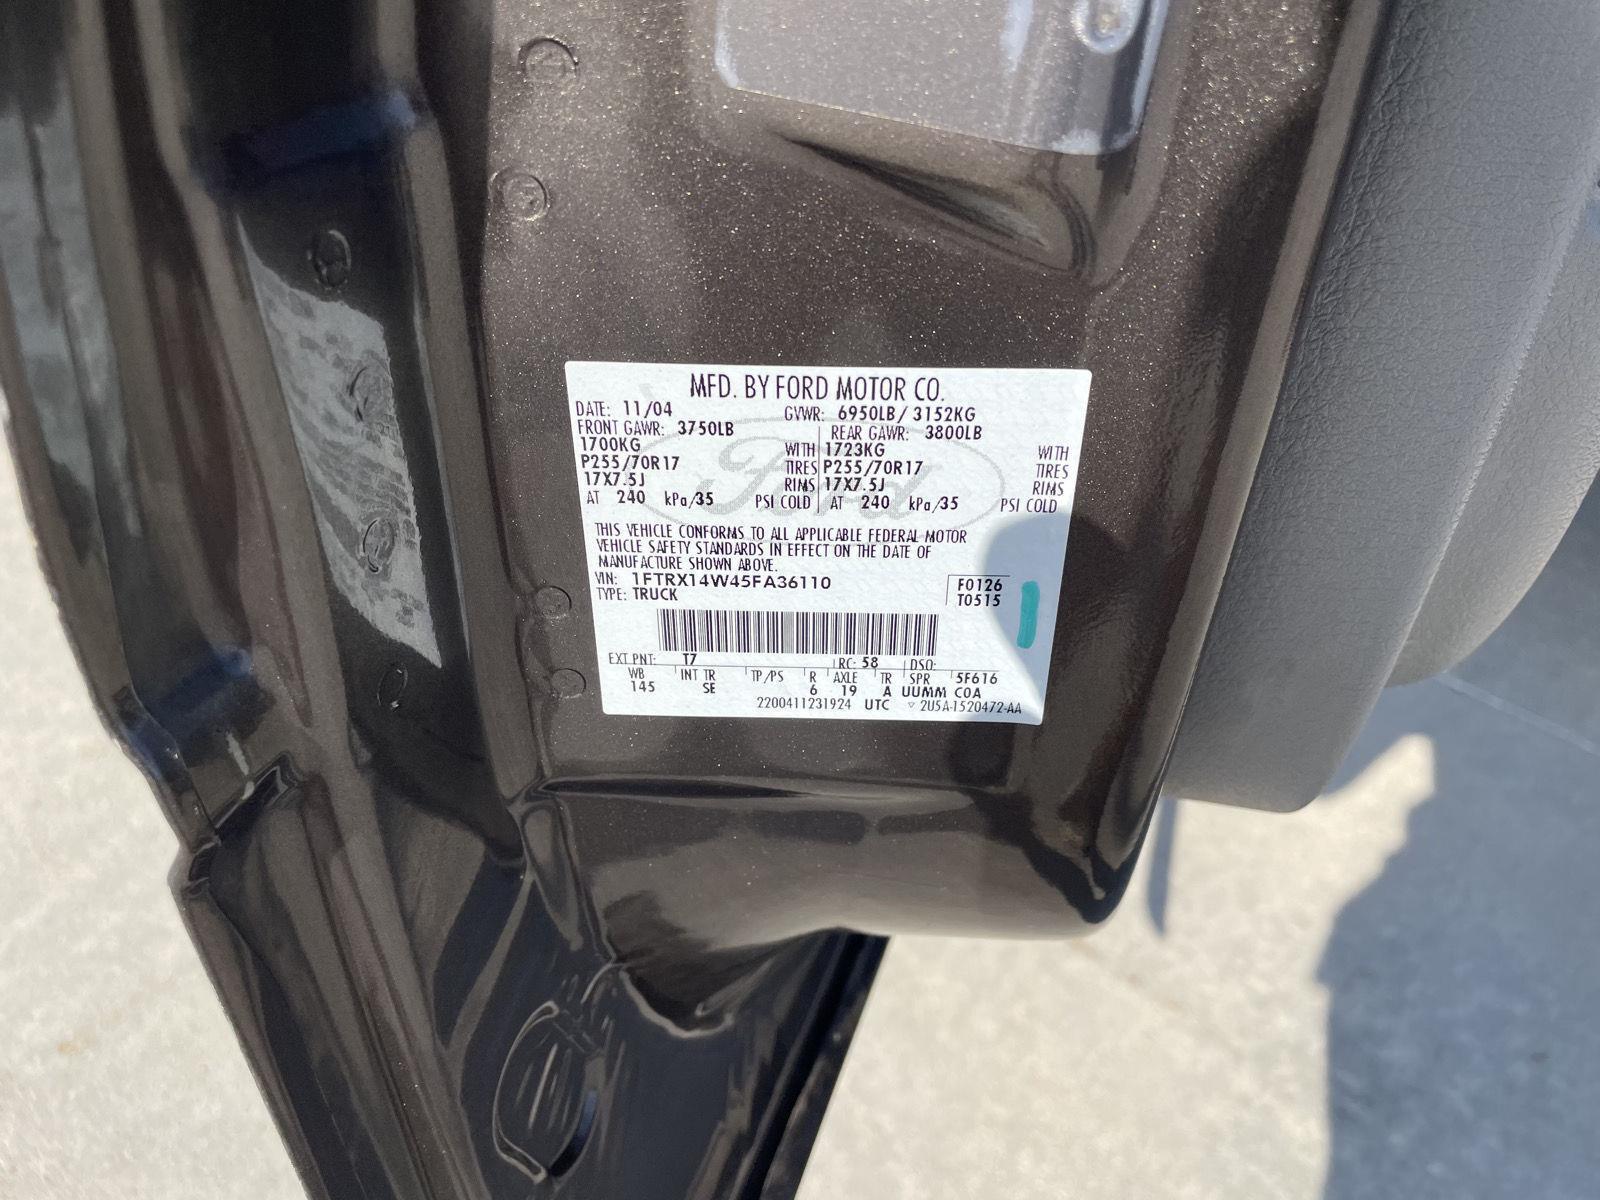 MFD. BY FORD MOTOR CO.
DATE: 11/04 GVWR: 6950LB/ 3152KG
FRONT GAWR: 3750LB REAR GAWR: 3800LB
1700KG WITH 1723KG WITH
P255/70R17 TIRES P255/70R17 TIRES
17X7.5J RIMS 17X7.5J RIMS
AT 240 kPa/35 PSI COLD AT 240 kPa/35 PSI COLD
Ford
THIS VEHICLE CONFORMS TO ALL APPLICABLE FEDERAL MOTOR
VEHICLE SAFETY STANDARDS IN EFFECT ON THE DATE OF
MANUFACTURE SHOWN ABOVE.
VIN: 1FTRX14W45FA36110 F0126
TYPE: TRUCK T0515
EXT PNT: T7 RC: 58 DSO:
WB INT TR TP/PS R AXLE TR SPR 5F616
145 SE 6 19 A UUMM C0A
2200411231924 UTC ▽ 2U5A-1520472-AA